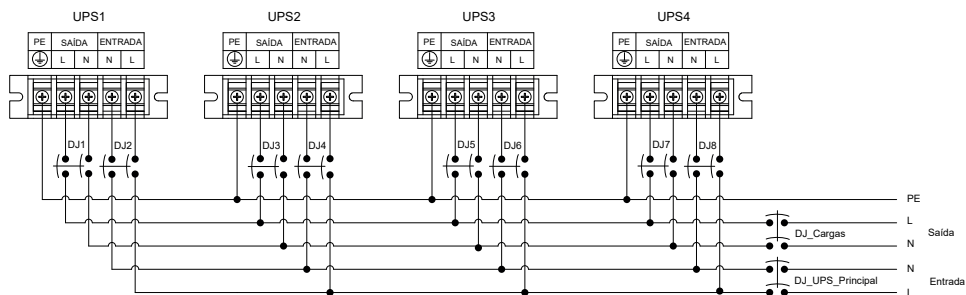 UPS1
UPS2
UPS3
UPS4
PE SAÍDA ENTRADA
L N N L
PE SAÍDA ENTRADA
L N N L
PE SAÍDA ENTRADA
L N N L
PE SAÍDA ENTRADA
L N N L
DJ1 DJ2
DJ3 DJ4
DJ5 DJ6
DJ7 DJ8
PE
L
DJ_Cargas
Saída
N
N
DJ_UPS_Principal
Entrada
L